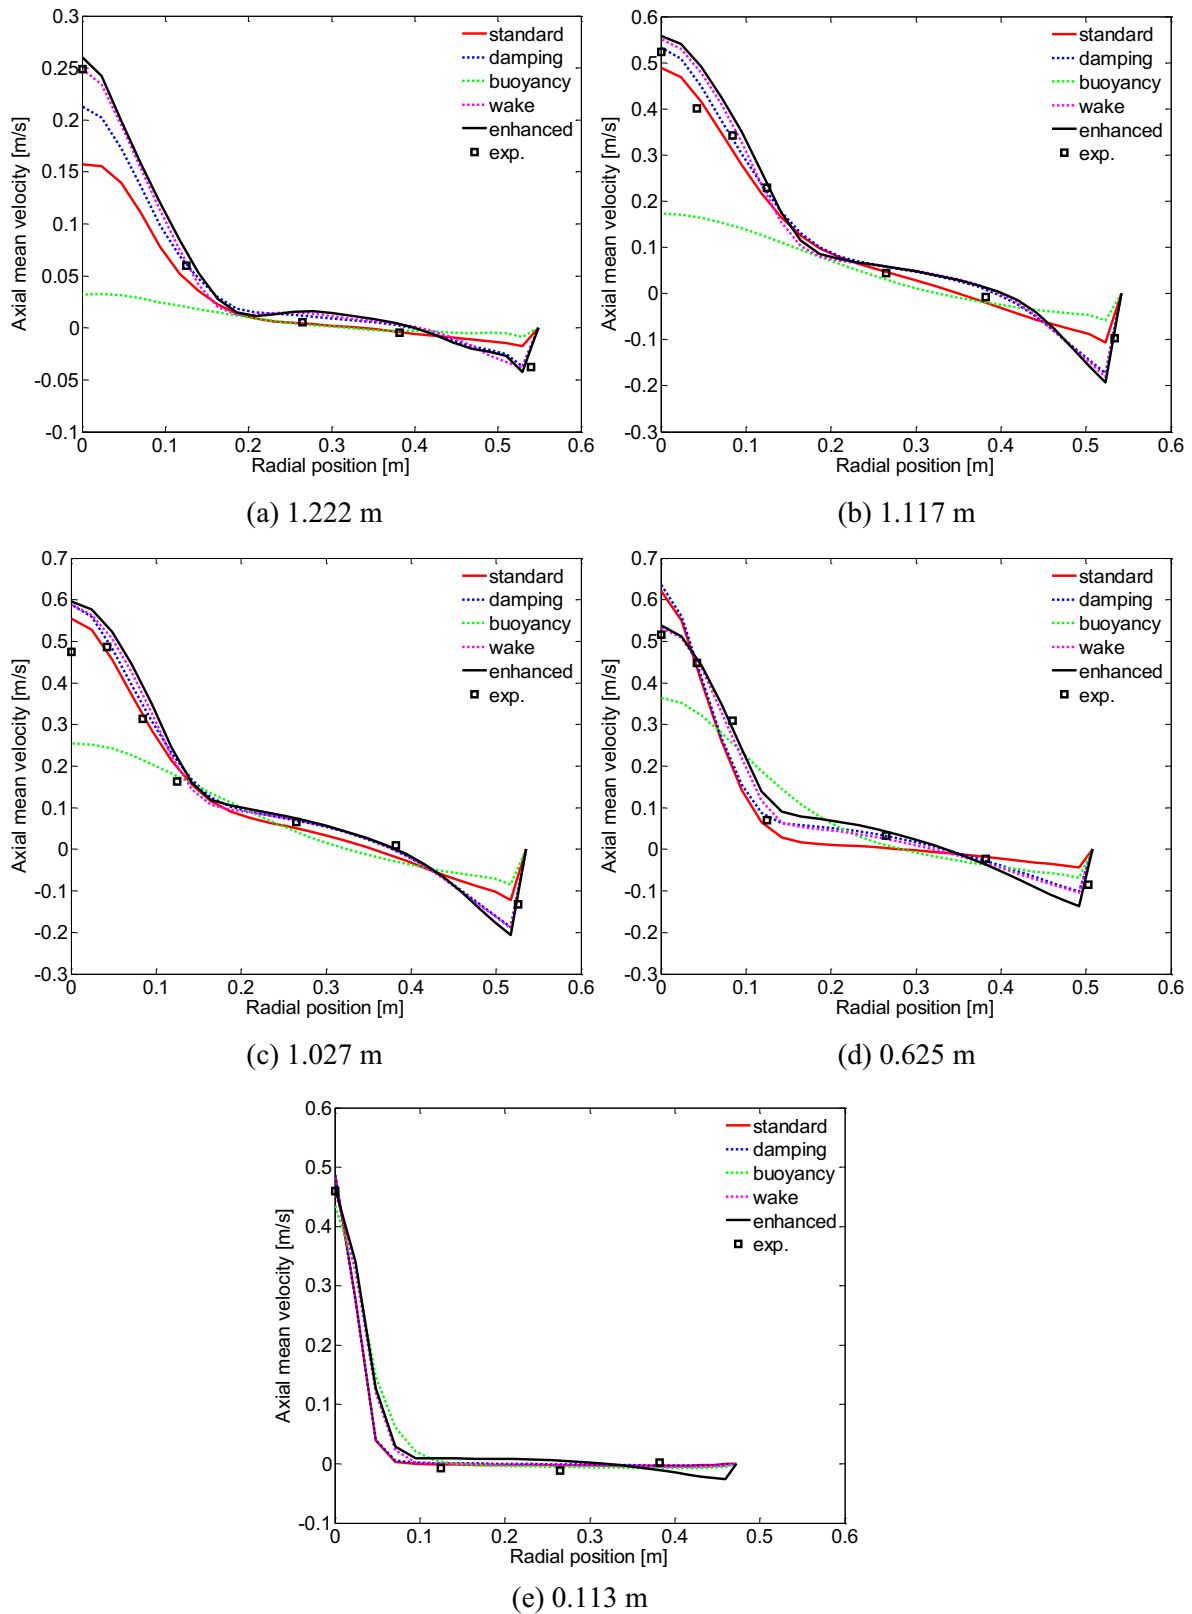 0.3
0.25
0.2
0.15
0.1
0.05
0
-0.05
-0.1
Axial mean velocity [m/s]
standard
damping
buoyancy
wake
enhanced
exp.
0 0.1 0.2 0.3 0.4 0.5 0.6
Radial position [m]
(a) 1.222 m
0.6
0.5
0.4
0.3
0.2
0.1
0
-0.1
-0.2
-0.3
Axial mean velocity [m/s]
standard
damping
buoyancy
wake
enhanced
exp.
0 0.1 0.2 0.3 0.4 0.5 0.6
Radial position [m]
(b) 1.117 m
0.7
0.6
0.5
0.4
0.3
0.2
0.1
0
-0.1
-0.2
-0.3
Axial mean velocity [m/s]
standard
damping
buoyancy
wake
enhanced
exp.
0 0.1 0.2 0.3 0.4 0.5 0.6
Radial position [m]
(c) 1.027 m
0.7
0.6
0.5
0.4
0.3
0.2
0.1
0
-0.1
-0.2
-0.3
Axial mean velocity [m/s]
standard
damping
buoyancy
wake
enhanced
exp.
0 0.1 0.2 0.3 0.4 0.5 0.6
Radial position [m]
(d) 0.625 m
0.6
0.5
0.4
0.3
0.2
0.1
0
-0.1
Axial mean velocity [m/s]
standard
damping
buoyancy
wake
enhanced
exp.
0 0.1 0.2 0.3 0.4 0.5 0.6
Radial position [m]
(e) 0.113 m